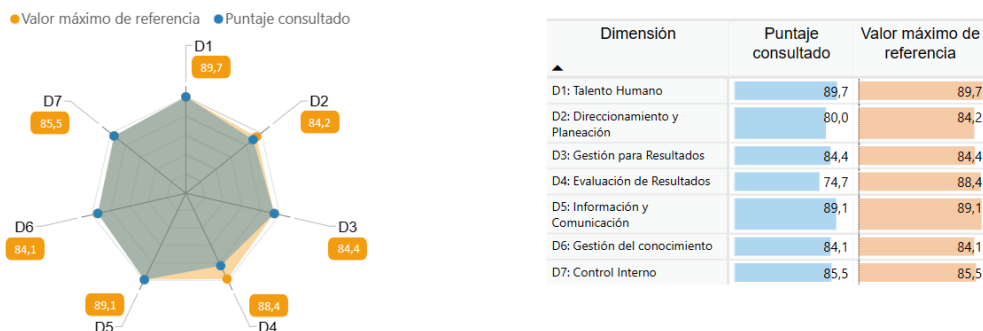 Valor máximo de referencia Puntaje consultado
D1
89,7
D7
85,5
D2
84,2
D6
84,1
D3
84,4
89,1
D5
88,4
D4
Dimensión Puntaje consultado Valor máximo de referencia
D1: Talento Humano 89,7 89,7
D2: Direccionamiento y
Planeación 80,0 84,2
D3: Gestión para Resultados 84,4 84,4
D4: Evaluación de Resultados 74,7 88,4
D5: Información y
Comunicación 89,1 89,1
D6: Gestión del conocimiento 84,1 84,1
D7: Control Interno 85,5 85,5